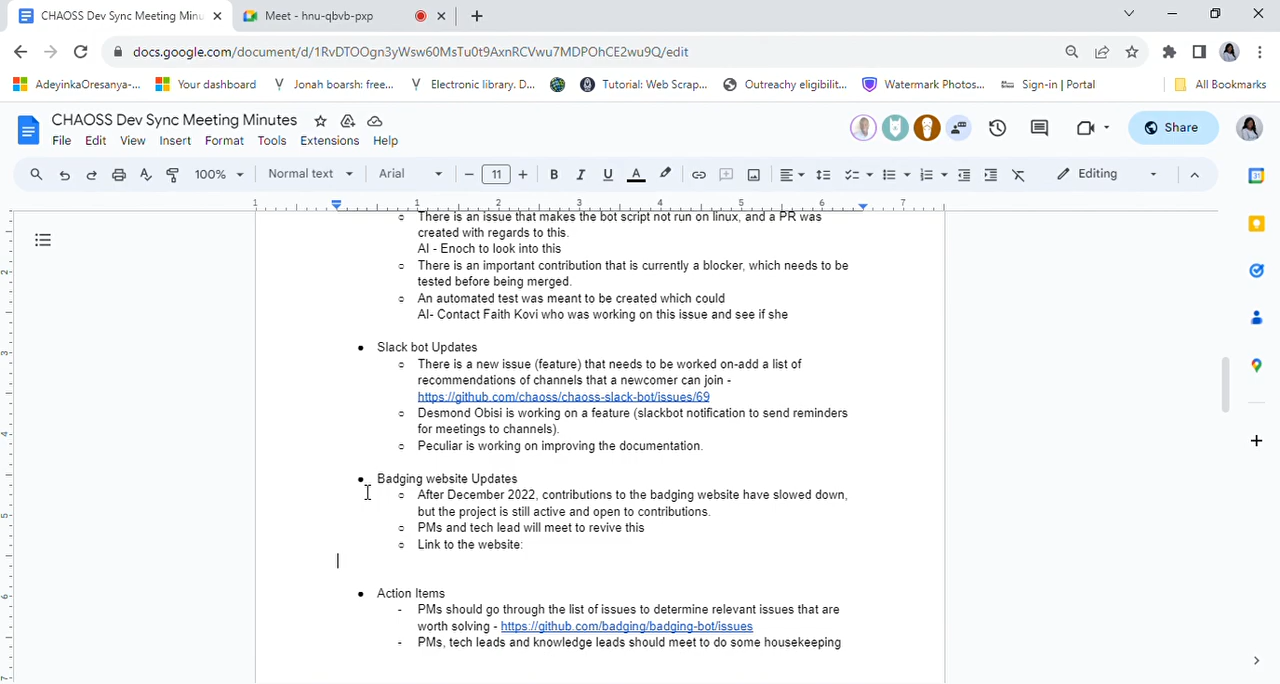 CHAOSS Dev Sync Meeting Minu
Meet - hnu-qbvb-pxp
docs.google.com/document/d/1RvDTOOgn3yWsw60MsTu0t9AxnRCVwu7MDPOhCE2wu9Q/edit
AdeyinkaOresanya-...
Your dashboard
Jonah boarsh: free...
Electronic library. D...
Tutorial: Web Scrap...
Outreachy eligibilit...
Watermark Photos...
Sign-in | Portal
All Bookmarks
CHAOSS Dev Sync Meeting Minutes
Share
File Edit View Insert Format Tools Extensions Help
100% Normal text Arial 11 B I U A Editing
1 1 2 3 4 5 6 7
There is an issue that makes the bot script not run on linux, and a PR was
created with regards to this.
AI - Enoch to look into this
○ There is an important contribution that is currently a blocker, which needs to be
tested before being merged.
○ An automated test was meant to be created which could
AI- Contact Faith Kovi who was working on this issue and see if she
● Slack bot Updates
○ There is a new issue (feature) that needs to be worked on-add a list of
recommendations of channels that a newcomer can join -
https://github.com/chaoss/chaoss-slack-bot/issues/69
○ Desmond Obisi is working on a feature (slackbot notification to send reminders
for meetings to channels).
○ Peculiar is working on improving the documentation.
● Badging website Updates
○ After December 2022, contributions to the badging website have slowed down,
but the project is still active and open to contributions.
○ PMs and tech lead will meet to revive this
○ Link to the website:
● Action Items
- PMs should go through the list of issues to determine relevant issues that are
worth solving - https://github.com/badging/badging-bot/issues
- PMs, tech leads and knowledge leads should meet to do some housekeeping